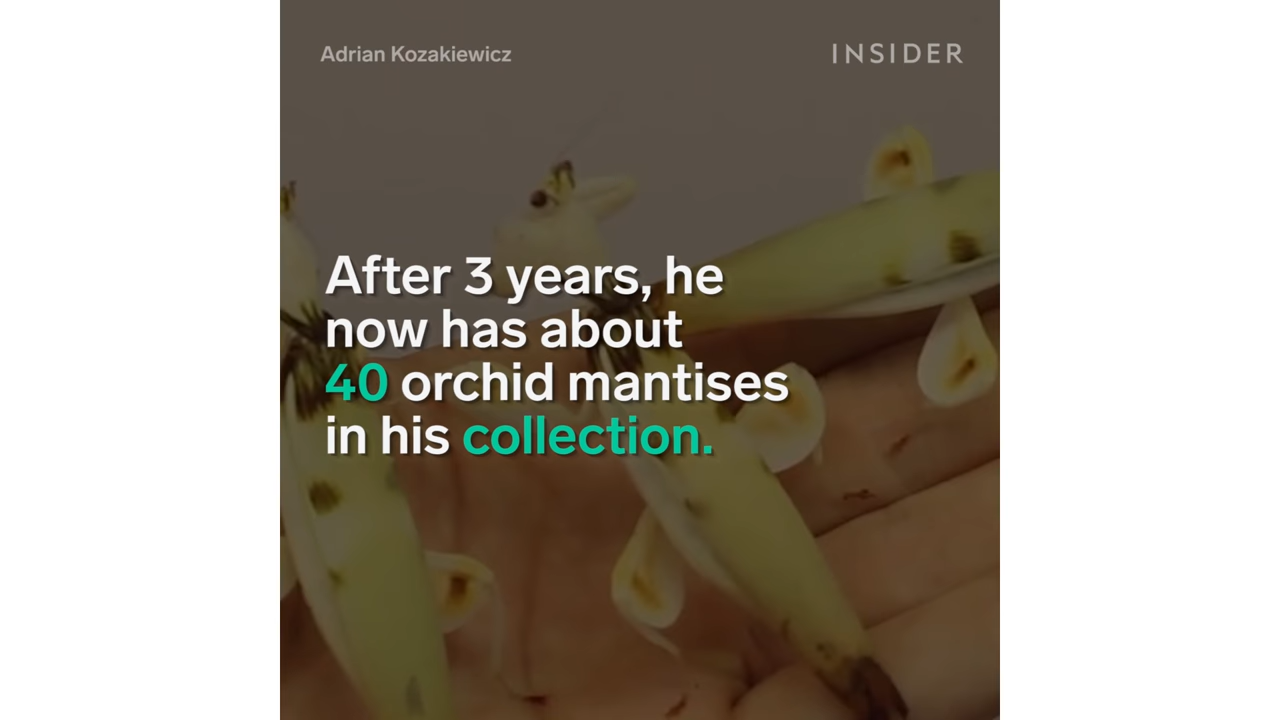 Adrian Kozakiewicz
INSIDER
After 3 years, he
now has about
40 orchid mantises
in his collection.